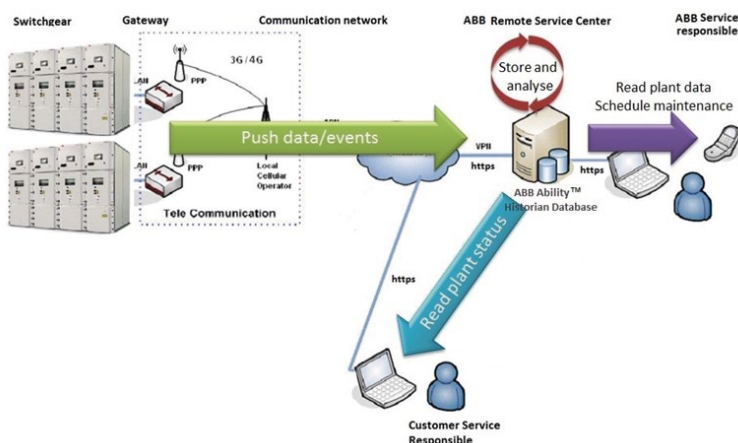 Switchgear
Gateway
Communication network
ABB Remote Service Center
ABB Service
responsible
3G/4G
PPP
Store and
analyse
Read plant data
Schedule maintenance
Push data/events
PPP
Local
Cellular
Operator
Tele Communication
https
https
ABB Ability™
Historian Database
Read plant status
https
Customer Service
Responsible